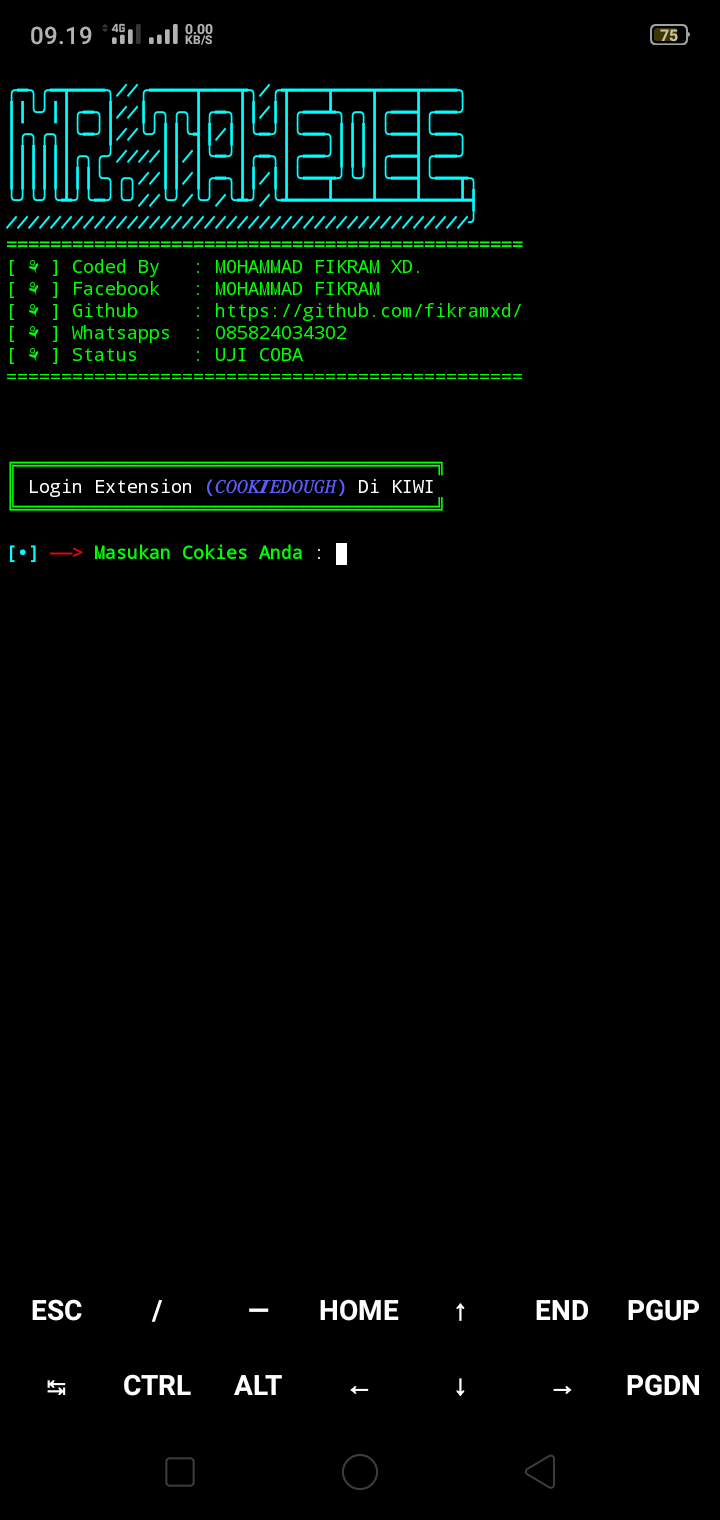 09.19 4G 0.00 KB/S 75
MR.TAHEDEE
==============================================
[ ⚘ ] Coded By : MOHAMMAD FIKRAM XD.
[ ⚘ ] Facebook : MOHAMMAD FIKRAM
[ ⚘ ] Github : https://github.com/fikramxd/
[ ⚘ ] Whatsapps : 085824034302
[ ⚘ ] Status : UJI COBA
==============================================
Login Extension (COOKIEDOUGH) Di KIWI
[•] ──> Masukan Cokies Anda :
ESC / — HOME ↑ END PGUP
↹ CTRL ALT ← ↓ → PGDN